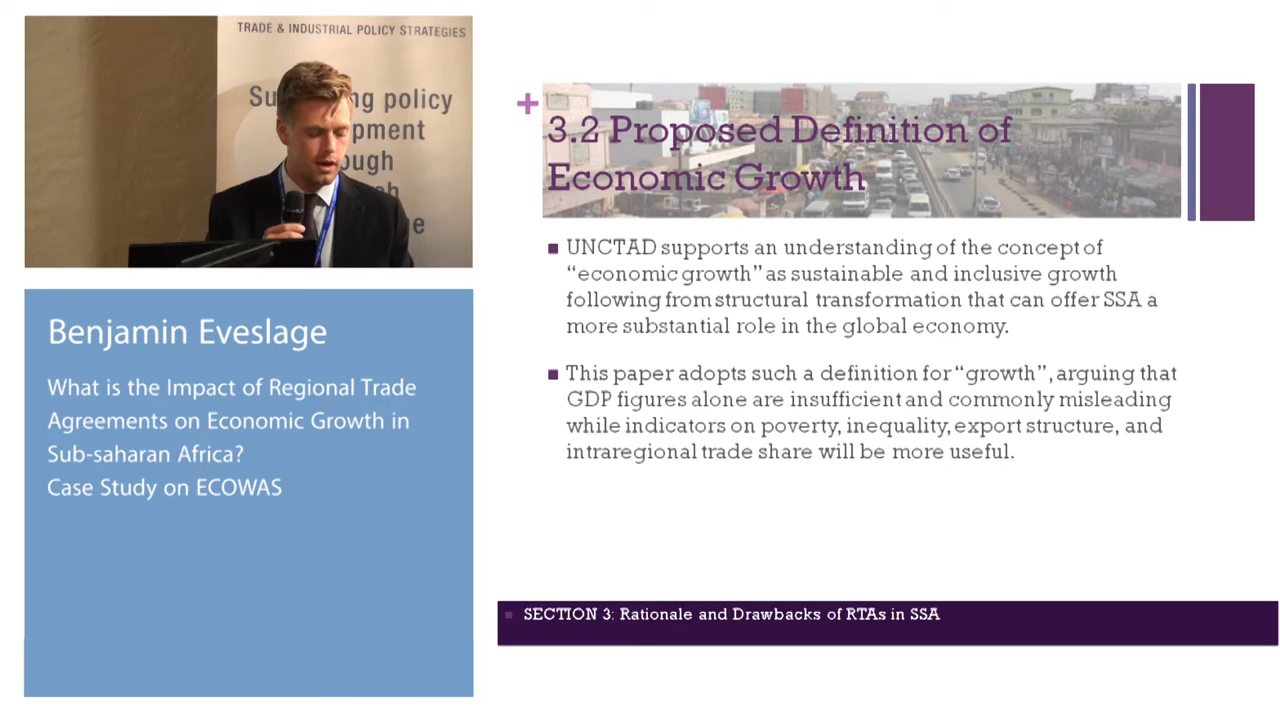 TRADE & INDUSTRIAL POLICY STRATEGIES
policy
Benjamin Eveslage
What is the Impact of Regional Trade
Agreements on Economic Growth in
Sub-saharan Africa?
Case Study on ECOWAS
+
3.2 Proposed Definition of
Economic Growth
UNCTAD supports an understanding of the concept of
“economic growth” as sustainable and inclusive growth
following from structural transformation that can offer SSA a
more substantial role in the global economy.
This paper adopts such a definition for “growth”, arguing that
GDP figures alone are insufficient and commonly misleading
while indicators on poverty, inequality, export structure, and
intraregional trade share will be more useful.
SECTION 3: Rationale and Drawbacks of RTAs in SSA